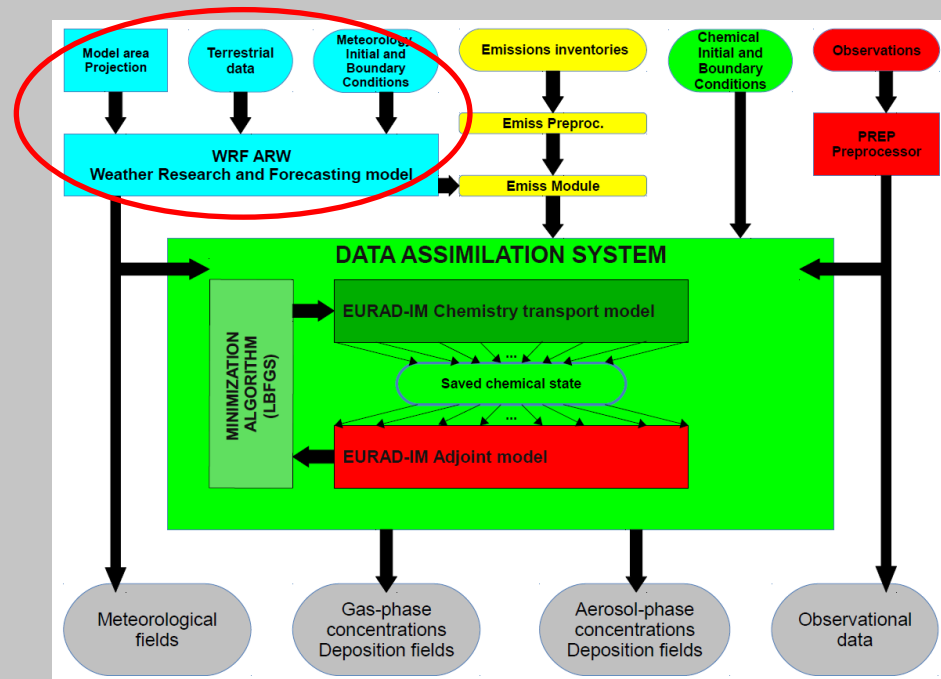 Model area
Projection
Terrestrial
data
Meteorology
Initial and
Boundary
Conditions
Emissions inventories
Chemical
Initial and
Boundary
Conditions
Observations
Emiss Preproc.
PREP
Preprocessor
WRF ARW
Weather Research and Forecasting model
Emiss Module
DATA ASSIMILATION SYSTEM
MINIMIZATION
ALGORITHM
(LBFGS)
EURAD-IM Chemistry transport model
...
Saved chemical state
...
EURAD-IM Adjoint model
Meteorological
fields
Gas-phase
concentrations
Deposition fields
Aerosol-phase
concentrations
Deposition fields
Observational
data